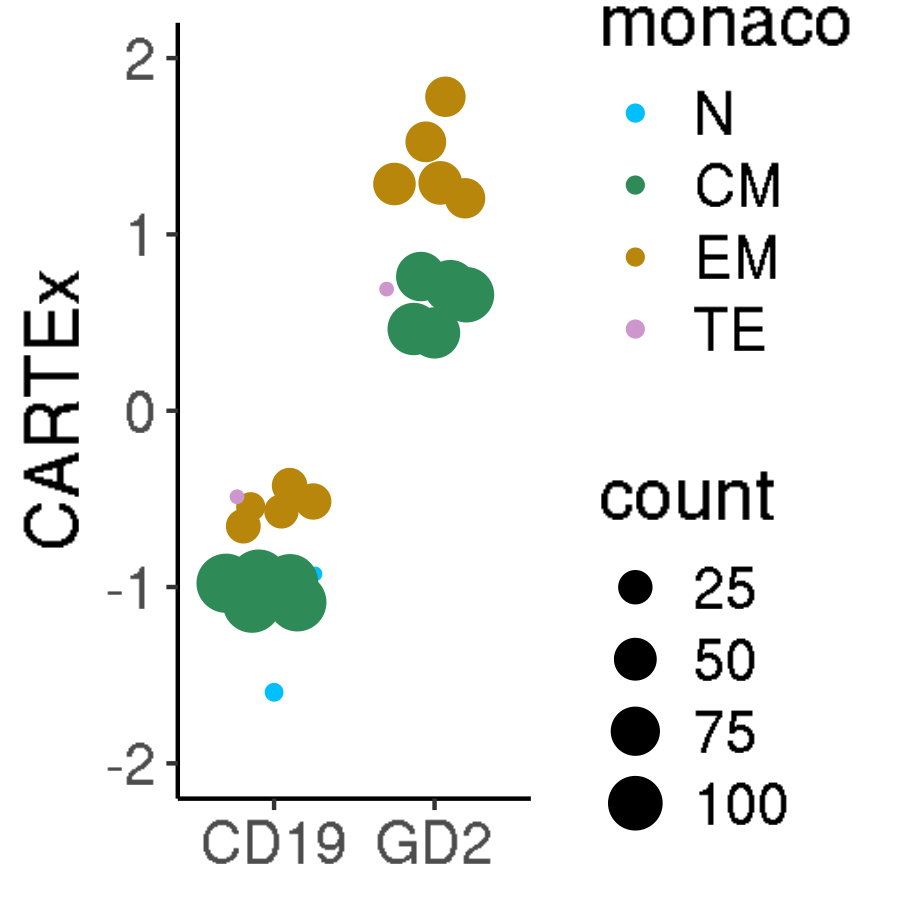 CARTEx
2
1
0
-1
-2
CD19 GD2
monaco
N
CM
EM
TE
count
25
50
75
100